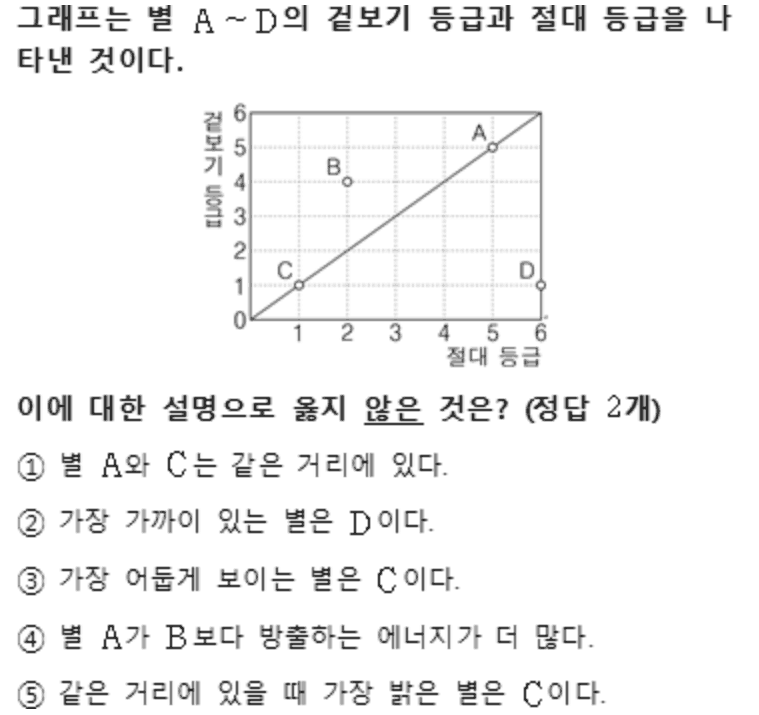 그래프는 별 A ~ D의 겉보기 등급과 절대 등급을 나
타낸 것이다.
겉보기 등급
6
5
4
3
2
1
0
A
B
C
D
1 2 3 4 5 6
절대 등급
이에 대한 설명으로 옳지 않은 것은? (정답 2개)
① 별 A와 C는 같은 거리에 있다.
② 가장 가까이 있는 별은 D이다.
③ 가장 어둡게 보이는 별은 C이다.
④ 별 A가 B보다 방출하는 에너지가 더 많다.
⑤ 같은 거리에 있을 때 가장 밝은 별은 C이다.